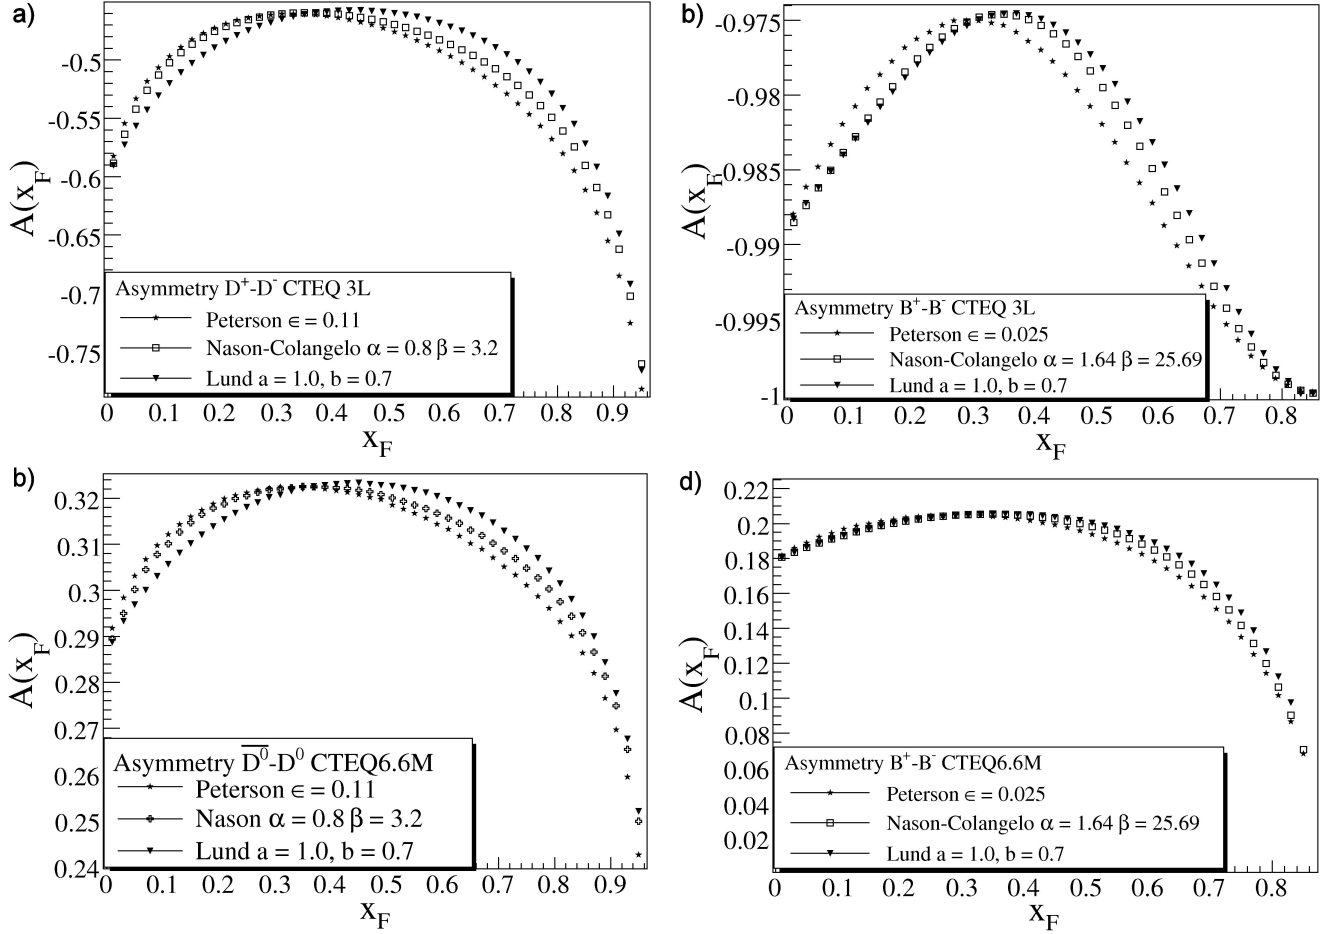 a)
-0.5
-0.55
-0.6
-0.65
-0.7
-0.75
A(x_F)
Asymmetry D⁺-D⁻ CTEQ 3L
Peterson ∈ = 0.11
Nason-Colangelo α = 0.8 β = 3.2
Lund a = 1.0, b = 0.7
0 0.1 0.2 0.3 0.4 0.5 0.6 0.7 0.8 0.9
x_F
b)
-0.975
-0.98
-0.985
-0.99
-0.995
-1
A(x_F)
Asymmetry B⁺-B⁻ CTEQ 3L
Peterson ∈ = 0.025
Nason-Colangelo α = 1.64 β = 25.69
Lund a = 1.0, b = 0.7
0 0.1 0.2 0.3 0.4 0.5 0.6 0.7 0.8
x_F
b)
0.32
0.31
0.3
0.29
0.28
0.27
0.26
0.25
0.24
A(x_F)
Asymmetry D̅⁰-D⁰ CTEQ6.6M
Peterson ∈ = 0.11
Nason α = 0.8 β = 3.2
Lund a = 1.0, b = 0.7
0 0.1 0.2 0.3 0.4 0.5 0.6 0.7 0.8 0.9
x_F
d)
0.22
0.2
0.18
0.16
0.14
0.12
0.1
0.08
0.06
0.04
0.02
A(x_F)
Asymmetry B⁺-B⁻ CTEQ6.6M
Peterson ∈ = 0.025
Nason-Colangelo α = 1.64 β = 25.69
Lund a = 1.0, b = 0.7
0 0.1 0.2 0.3 0.4 0.5 0.6 0.7 0.8
x_F